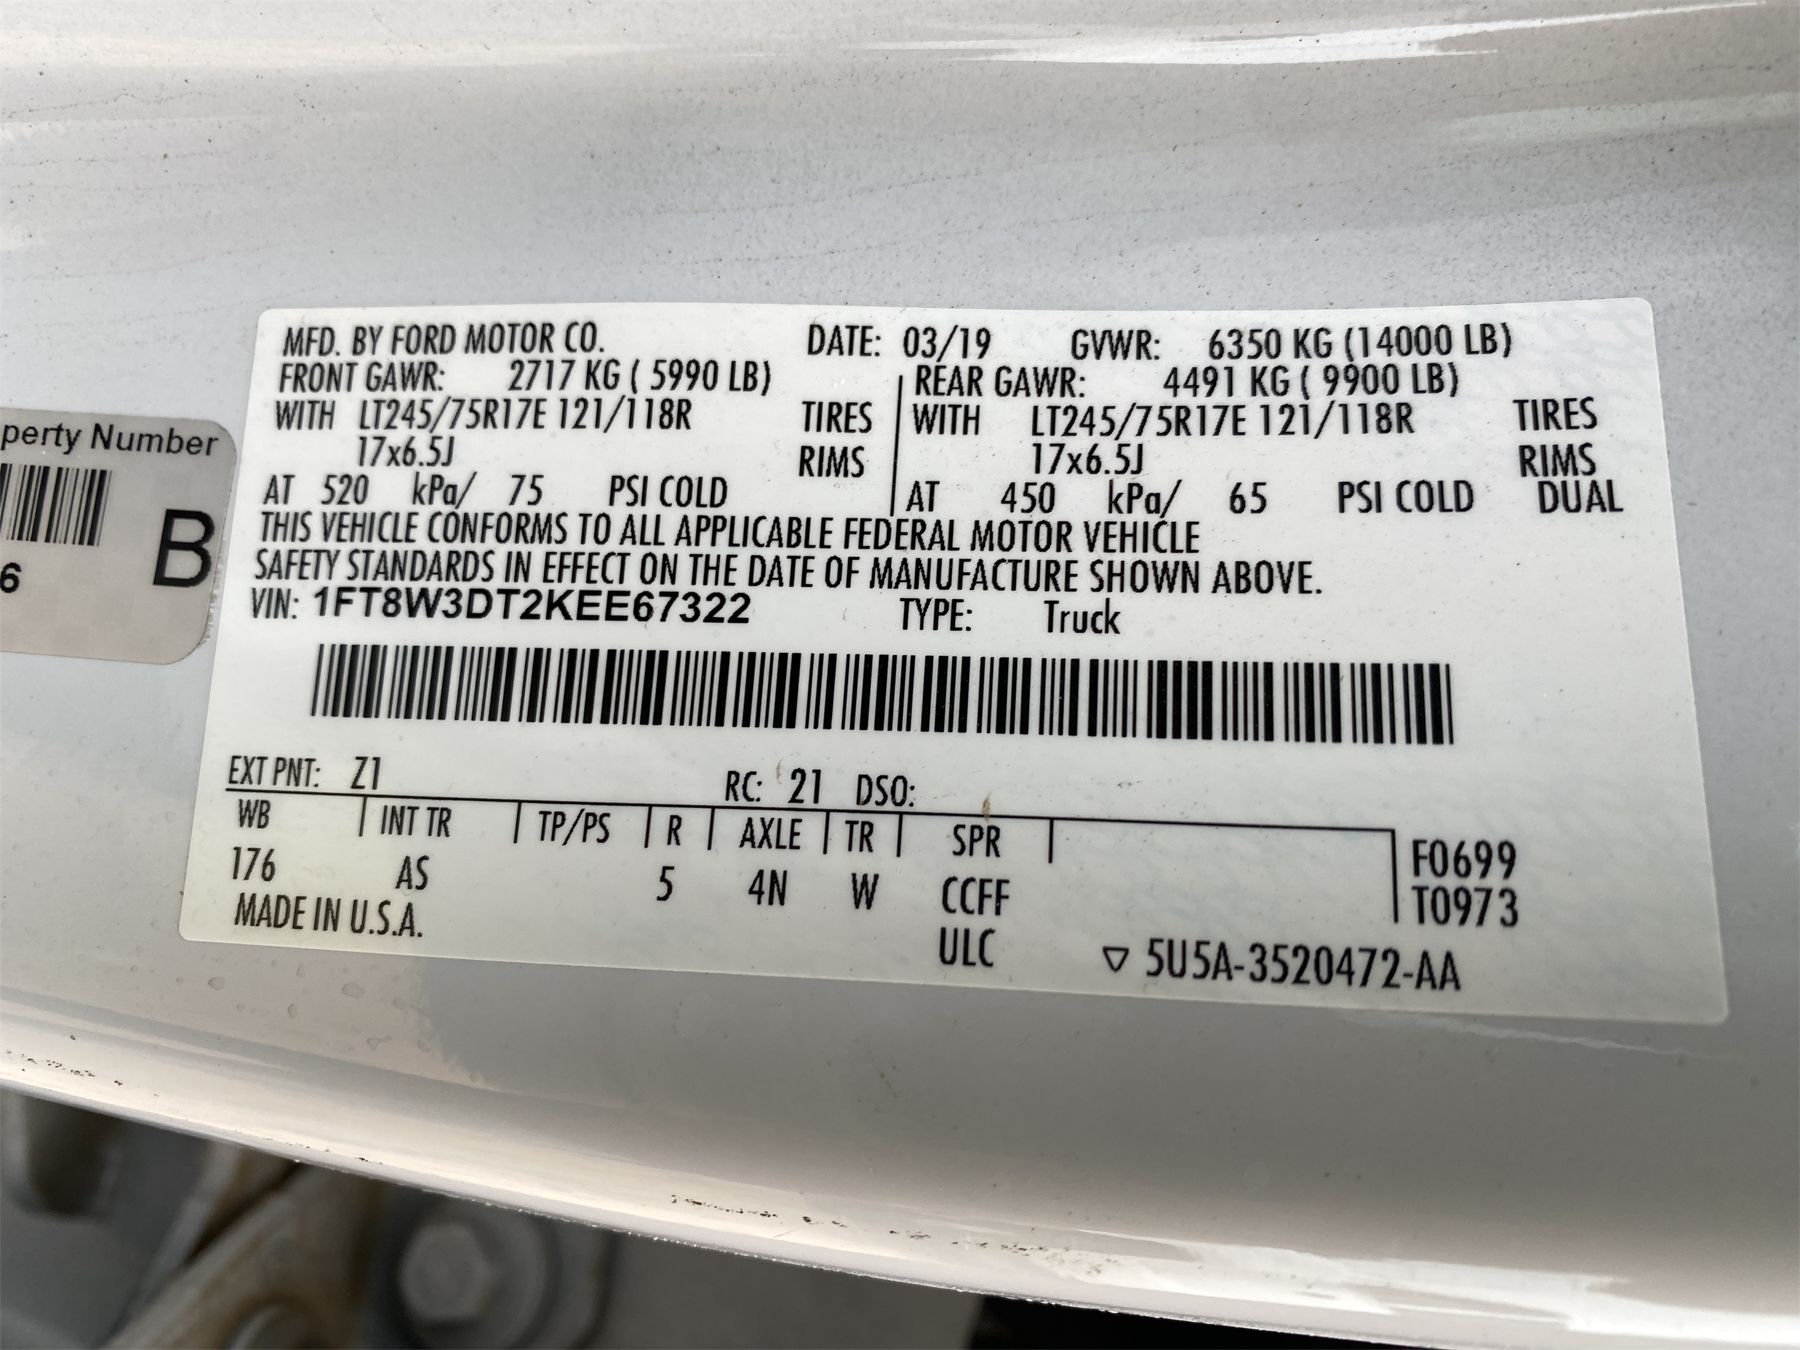 MFD. BY FORD MOTOR CO. DATE: 03/19 GVWR: 6350 KG (14000 LB)
FRONT GAWR: 2717 KG ( 5990 LB) REAR GAWR: 4491 KG ( 9900 LB)
WITH LT245/75R17E 121/118R TIRES WITH LT245/75R17E 121/118R TIRES
17x6.5J RIMS 17x6.5J RIMS
AT 520 kPa/ 75 PSI COLD AT 450 kPa/ 65 PSI COLD DUAL
THIS VEHICLE CONFORMS TO ALL APPLICABLE FEDERAL MOTOR VEHICLE
SAFETY STANDARDS IN EFFECT ON THE DATE OF MANUFACTURE SHOWN ABOVE.
VIN: 1FT8W3DT2KEE67322 TYPE: Truck
EXT PNT: Z1 RC: 21 DSO:
WB INT TR TP/PS R AXLE TR SPR F0699
176 AS 5 4N W CCFF T0973
MADE IN U.S.A. ULC ▽ 5U5A-3520472-AA
perty Number
B
6